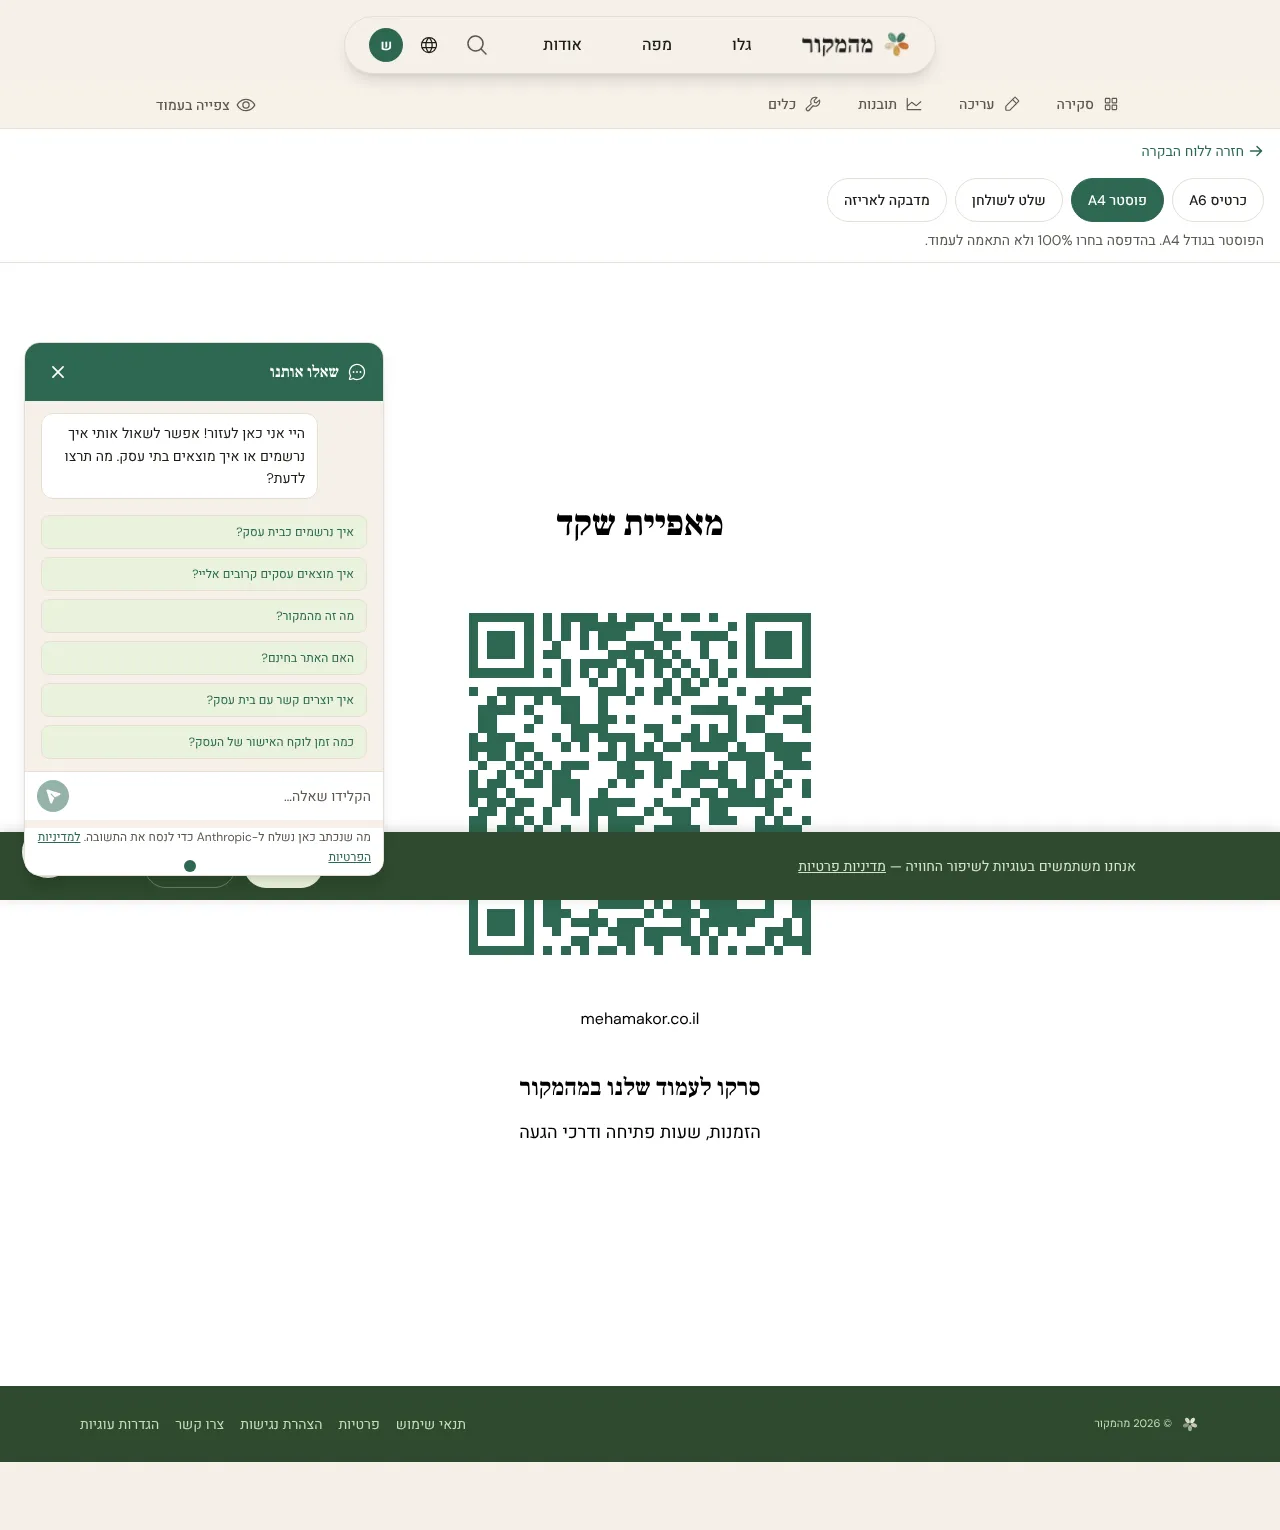 מהמקור
גלו
מפה
אודות
ש
סקירה
עריכה
תובנות
כלים
צפייה בעמוד
→ חזרה ללוח הבקרה
כרטיס A6
פוסטר A4
שלט לשולחן
מדבקה לאריזה
הפוסטר בגודל A4. בהדפסה בחרו 100% ולא התאמה לעמוד.
שאלו אותנו
היי אני כאן לעזור! אפשר לשאול אותי איך
נרשמים או איך מוצאים בתי עסק. מה תרצו
לדעת?
איך נרשמים כבית עסק?
איך מוצאים עסקים קרובים אליי?
מה זה מהמקור?
האם האתר בחינם?
איך יוצרים קשר עם בית עסק?
כמה זמן לוקח האישור של העסק?
הקלידו שאלה...
מה שנכתב כאן נשלח ל-Anthropic כדי לנסח את התשובה. למדיניות
הפרטיות
מאפיית שקד
אנחנו משתמשים בעוגיות לשיפור החוויה — מדיניות פרטיות
mehamakor.co.il
סרקו לעמוד שלנו במהמקור
הזמנות, שעות פתיחה ודרכי הגעה
© 2026 מהמקור
תנאי שימוש
פרטיות
הצהרת נגישות
צרו קשר
הגדרות עוגיות